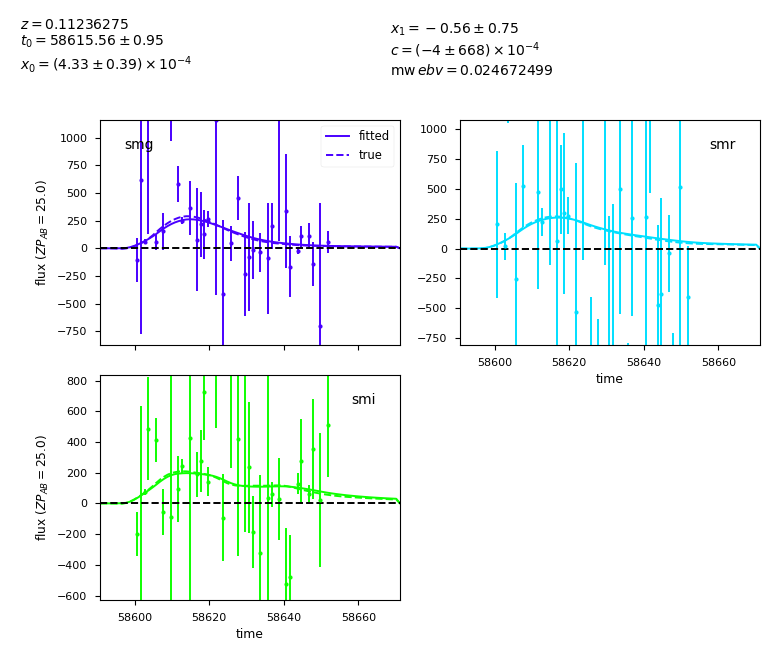 z = 0.11236275
t₀ = 58615.56 ± 0.95
x₀ = (4.33 ± 0.39) × 10⁻⁴
x₁ = −0.56 ± 0.75
c = (−4 ± 668) × 10⁻⁴
mw ebv = 0.024672499
smg
fitted
true
flux (ZP_AB = 25.0)
1000
750
500
250
0
−250
−500
−750
smr
1000
750
500
250
0
−250
−500
−750
58600
58620
58640
58660
time
smi
flux (ZP_AB = 25.0)
800
600
400
200
0
−200
−400
−600
58600
58620
58640
58660
time